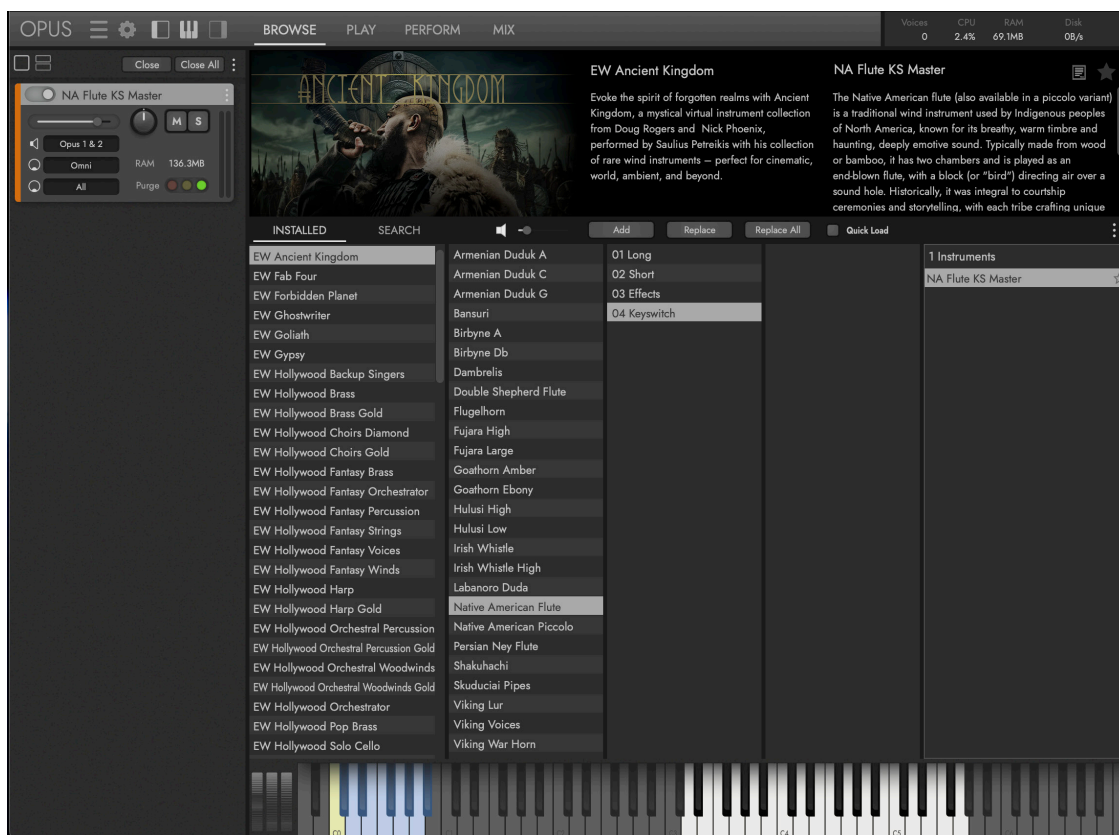 OPUS
BROWSE
PLAY
PERFORM
MIX
Voices
0
CPU
2.4%
RAM
69.1MB
Disk
0B/s
Close
Close All
NA Flute KS Master
M
S
Opus 1 & 2
Omni
RAM
136.3MB
All
Purge
ANCIENT KINGDOM
EW Ancient Kingdom
Evoke the spirit of forgotten realms with Ancient
Kingdom, a mystical virtual instrument collection
from Doug Rogers and Nick Phoenix,
performed by Saulius Petreikis with his collection
of rare wind instruments – perfect for cinematic,
world, ambient, and beyond.
NA Flute KS Master
The Native American flute (also available in a piccolo variant)
is a traditional wind instrument used by Indigenous peoples
of North America, known for its breathy, warm timbre and
haunting, deeply emotive sound. Typically made from wood
or bamboo, it has two chambers and is played as an
end-blown flute, with a block (or "bird") directing air over a
sound hole. Historically, it was integral to courtship
ceremonies and storytelling, with each tribe crafting unique
INSTALLED
SEARCH
Add
Replace
Replace All
Quick Load
EW Ancient Kingdom
EW Fab Four
EW Forbidden Planet
EW Ghostwriter
EW Goliath
EW Gypsy
EW Hollywood Backup Singers
EW Hollywood Brass
EW Hollywood Brass Gold
EW Hollywood Choirs Diamond
EW Hollywood Choirs Gold
EW Hollywood Fantasy Brass
EW Hollywood Fantasy Orchestrator
EW Hollywood Fantasy Percussion
EW Hollywood Fantasy Strings
EW Hollywood Fantasy Voices
EW Hollywood Fantasy Winds
EW Hollywood Harp
EW Hollywood Harp Gold
EW Hollywood Orchestral Percussion
EW Hollywood Orchestral Percussion Gold
EW Hollywood Orchestral Woodwinds
EW Hollywood Orchestral Woodwinds Gold
EW Hollywood Orchestrator
EW Hollywood Pop Brass
EW Hollywood Solo Cello
Armenian Duduk A
Armenian Duduk C
Armenian Duduk G
Bansuri
Birbyne A
Birbyne Db
Dambrelis
Double Shepherd Flute
Flugelhorn
Fujara High
Fujara Large
Goathorn Amber
Goathorn Ebony
Hulusi High
Hulusi Low
Irish Whistle
Irish Whistle High
Labanoro Duda
Native American Flute
Native American Piccolo
Persian Ney Flute
Shakuhachi
Skuduciai Pipes
Viking Lur
Viking Voices
Viking War Horn
01 Long
02 Short
03 Effects
04 Keyswitch
1 Instruments
NA Flute KS Master
C0
C1
C2
C4
C5